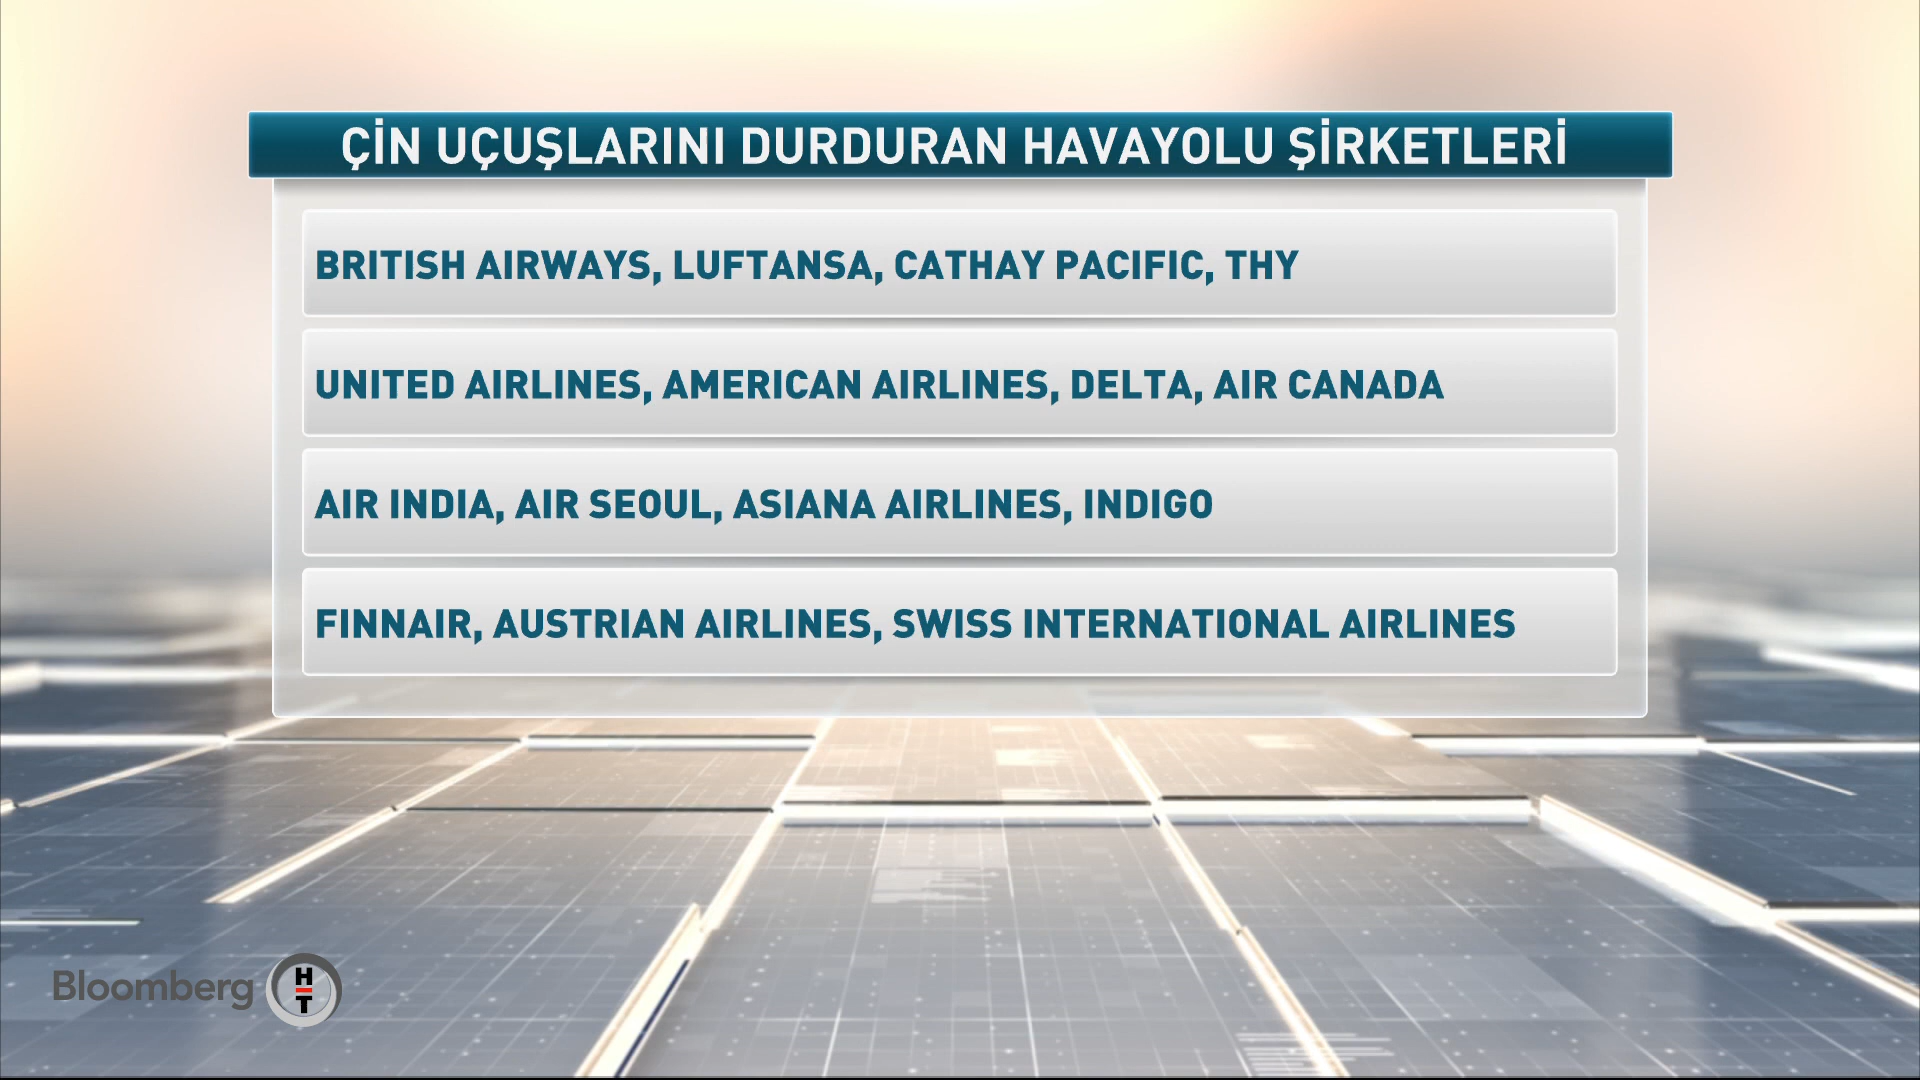 ÇİN UÇUŞLARINI DURDURAN HAVAYOLU ŞİRKETLERİ
BRITISH AIRWAYS, LUFTANSA, CATHAY PACIFIC, THY
UNITED AIRLINES, AMERICAN AIRLINES, DELTA, AIR CANADA
AIR INDIA, AIR SEOUL, ASIANA AIRLINES, INDIGO
FINNAIR, AUSTRIAN AIRLINES, SWISS INTERNATIONAL AIRLINES
Bloomberg HT